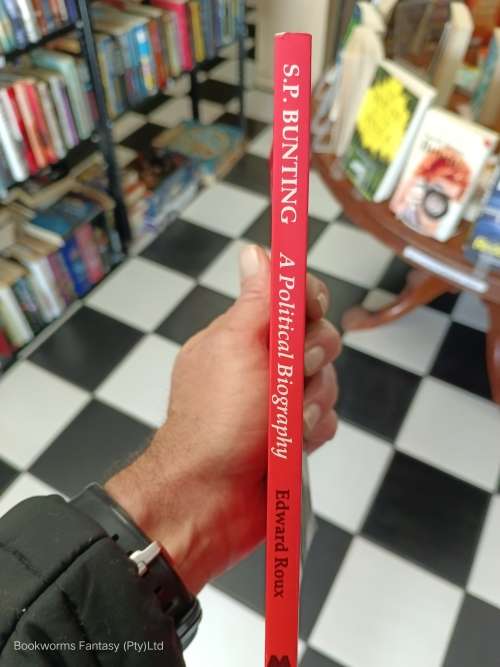 S.P. BUNTING A Political Biography Edward Roux
Bookworms Fantasy (Pty)Ltd